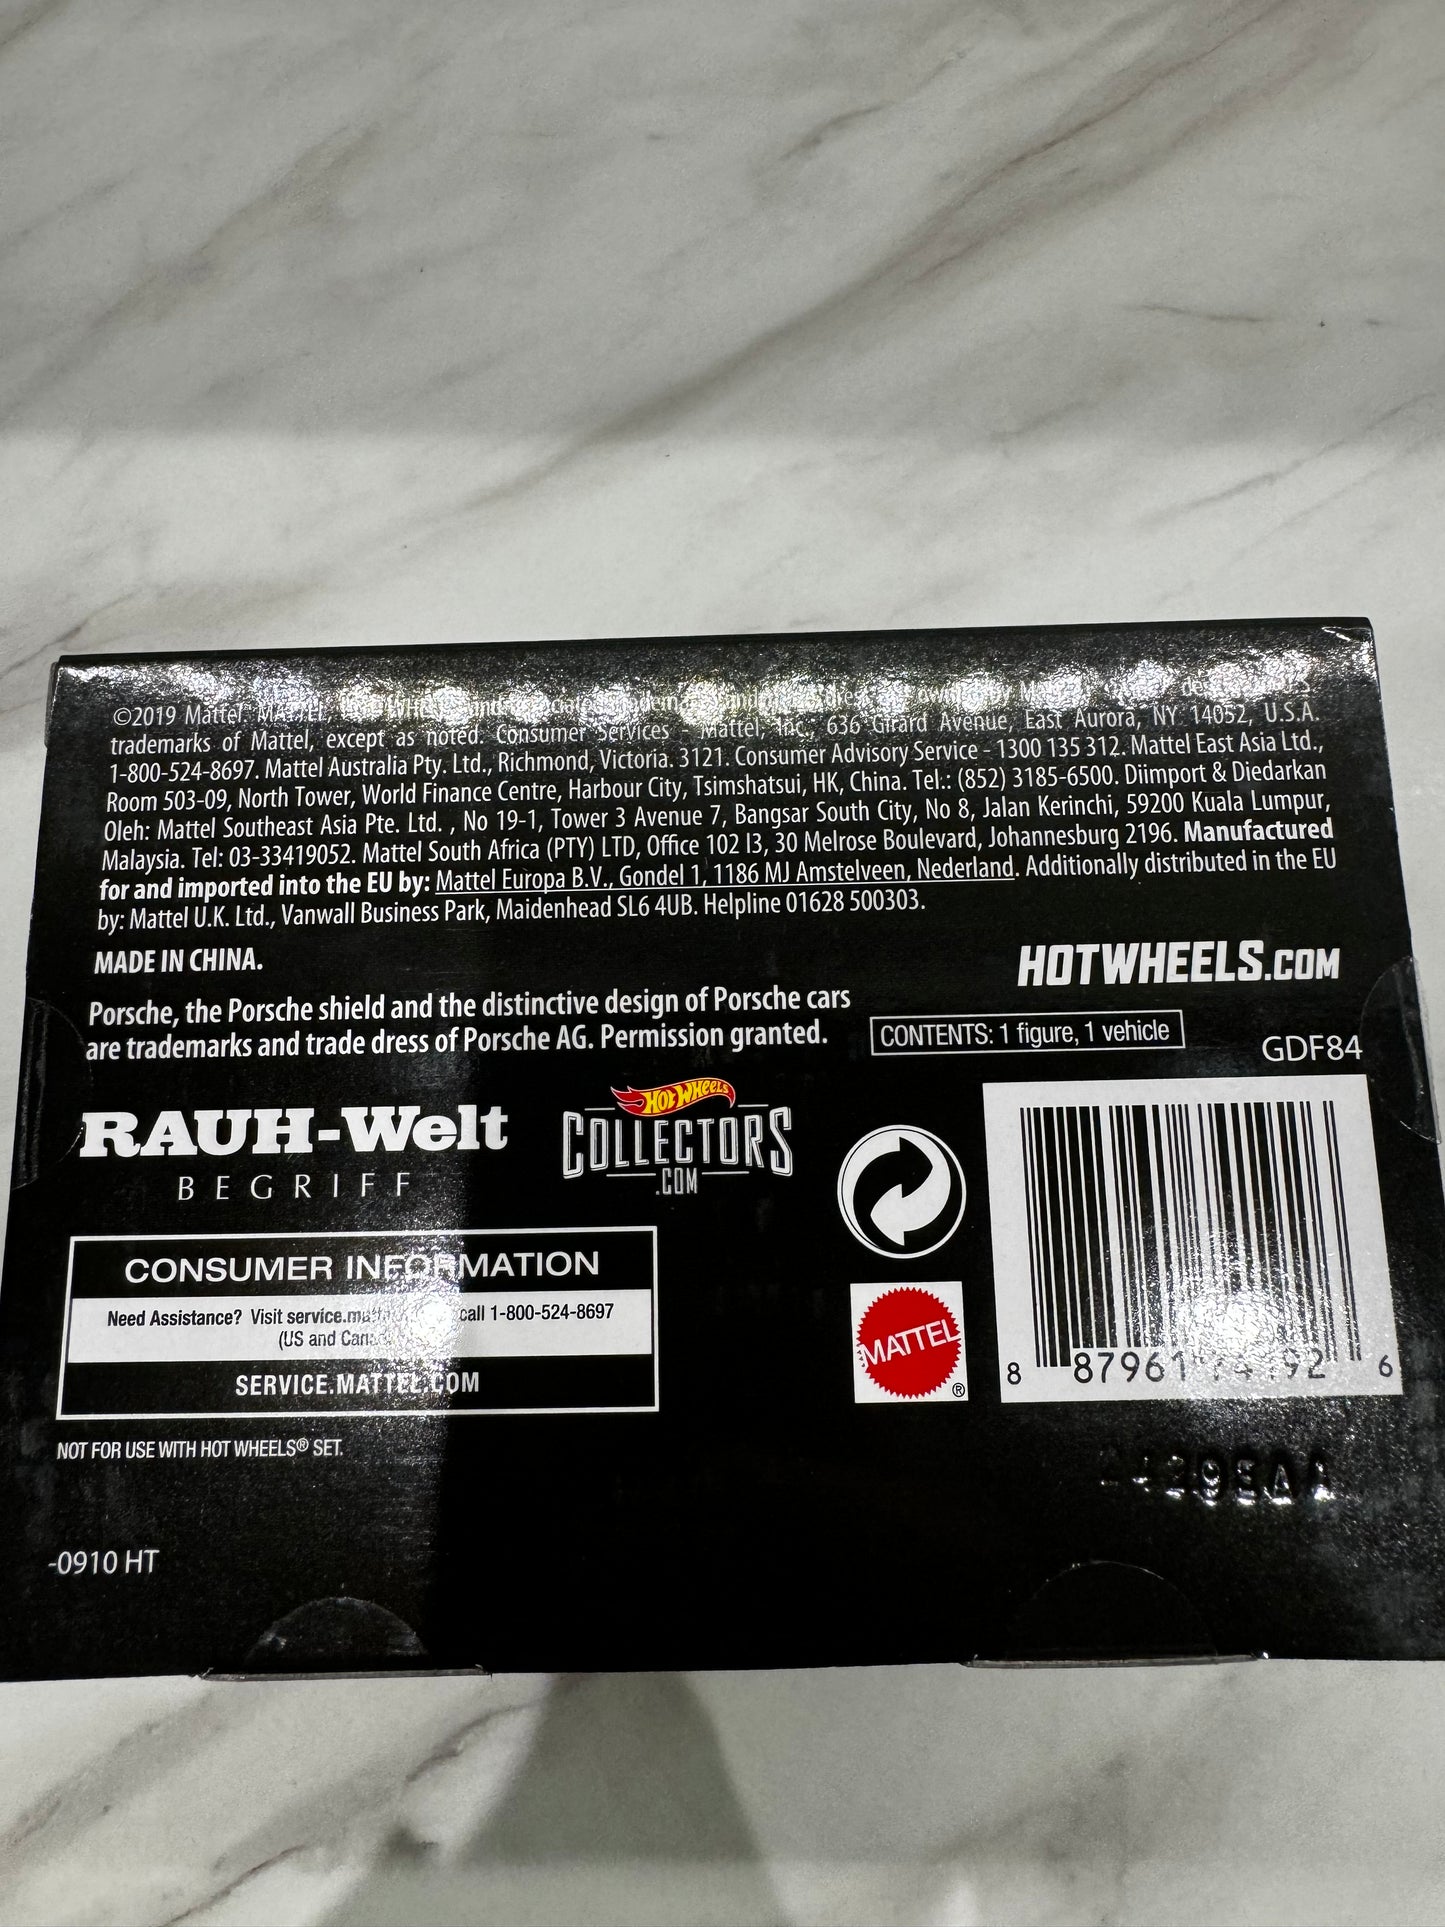 ©2019 Mattel. MATTEL,
trademarks of Mattel, except as noted. Consumer Services - Mattel, Inc., 636 Girard Avenue, East Aurora, NY 14052, U.S.A.
1-800-524-8697. Mattel Australia Pty. Ltd., Richmond, Victoria. 3121. Consumer Advisory Service - 1300 135 312. Mattel East Asia Ltd.,
Room 503-09, North Tower, World Finance Centre, Harbour City, Tsimshatsui, HK, China. Tel.: (852) 3185-6500. Diimport & Diedarkan
Oleh: Mattel Southeast Asia Pte. Ltd. , No 19-1, Tower 3 Avenue 7, Bangsar South City, No 8, Jalan Kerinchi, 59200 Kuala Lumpur,
Malaysia. Tel: 03-33419052. Mattel South Africa (PTY) LTD, Office 102 I3, 30 Melrose Boulevard, Johannesburg 2196. Manufactured
for and imported into the EU by: Mattel Europa B.V., Gondel 1, 1186 MJ Amstelveen, Nederland. Additionally distributed in the EU
by: Mattel U.K. Ltd., Vanwall Business Park, Maidenhead SL6 4UB. Helpline 01628 500303.
MADE IN CHINA.
HOTWHEELS.COM
Porsche, the Porsche shield and the distinctive design of Porsche cars
are trademarks and trade dress of Porsche AG. Permission granted.
CONTENTS: 1 figure, 1 vehicle
GDF84
RAUH-Welt
BEGRIFF
HOT WHEELS
COLLECTORS
.COM
CONSUMER INFORMATION
Need Assistance? Visit call 1-800-524-8697
(US and
SERVICE.MATTEL.COM
MATTEL
®
8 6
NOT FOR USE WITH HOT WHEELS® SET.
-0910 HT